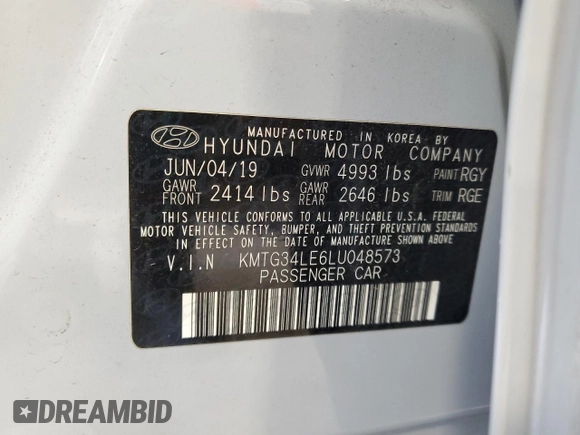 MANUFACTURED IN KOREA BY
HYUNDAI MOTOR COMPANY
JUN/04/19 GVWR 4993 lbs PAINT RGY
GAWR FRONT 2414 lbs GAWR REAR 2646 lbs TRIM RGE
THIS VEHICLE CONFORMS TO ALL APPLICABLE U.S.A. FEDERAL
MOTOR VEHICLE SAFETY, BUMPER, AND THEFT PREVENTION STANDARDS
IN EFFECT ON THE DATE OF MANUFACTURE SHOWN ABOVE
V.I.N KMTG34LE6LU048573
PASSENGER CAR
DREAMBID